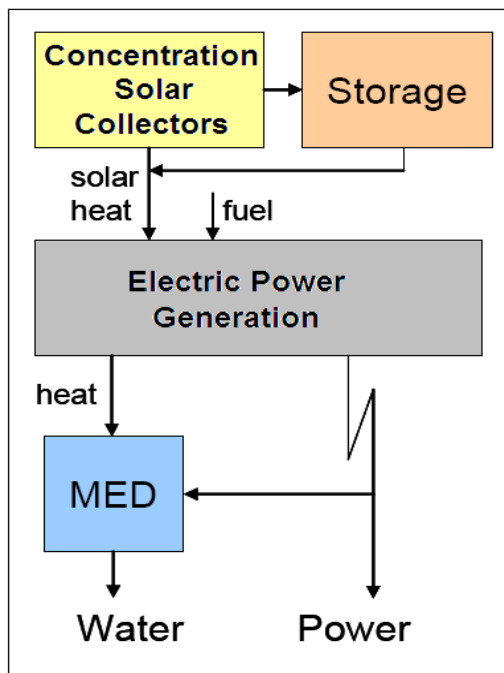 Concentration
Solar
Collectors
Storage
solar
heat
fuel
Electric Power
Generation
heat
MED
Water
Power